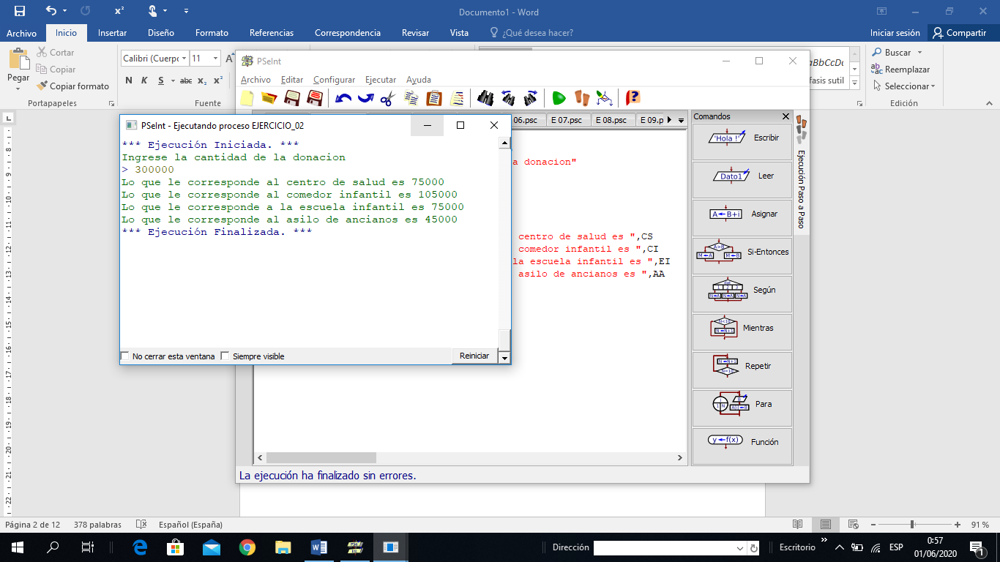 Documento1 - Word
Archivo Inicio Insertar Diseño Formato Referencias Correspondencia Revisar Vista ¿Qué desea hacer? Iniciar sesión Compartir
Pegar
Cortar
Copiar
Copiar formato
Portapapeles
Calibri (Cuerpo 11 A
N K S abc x₂ x²
Fuente
AaBbCcDc
fasis sutil
Buscar
Reemplazar
Seleccionar
Edición
PSeInt
Archivo Editar Configurar Ejecutar Ayuda
06.psc E 07.psc E 08.psc E 09.p
a donacion"
centro de salud es ",CS
comedor infantil es ",CI
la escuela infantil es ",EI
asilo de ancianos es ",AA
PSeInt - Ejecutando proceso EJERCICIO_02
*** Ejecución Iniciada. ***
Ingrese la cantidad de la donacion
> 300000
Lo que le corresponde al centro de salud es 75000
Lo que le corresponde al comedor infantil es 105000
Lo que le corresponde a la escuela infantil es 75000
Lo que le corresponde al asilo de ancianos es 45000
*** Ejecución Finalizada. ***
No cerrar esta ventana Siempre visible Reiniciar
Comandos
'Hola !' Escribir
Dato1 Leer
A←B+i Asignar
Si-Entonces
Según
Mientras
Repetir
Para
y←f(x) Función
Ejecución Paso a Paso
La ejecución ha finalizado sin errores.
Página 2 de 12 378 palabras Español (España) 91 %
Dirección Escritorio ESP
0:57
01/06/2020